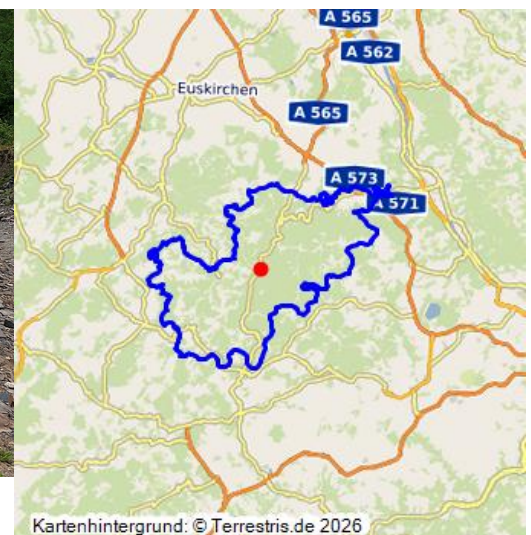 A 565
A 562
Euskirchen
A 565
A 573
A 571
Kartenhintergrund: © Terrestris.de 2026